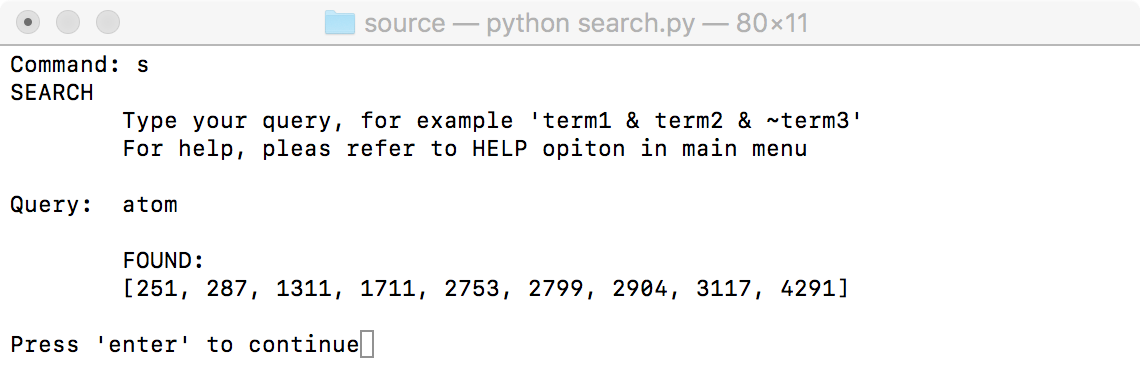 source — python search.py — 80×11
Command: s
SEARCH
Type your query, for example 'term1 & term2 & ~term3'
For help, pleas refer to HELP opiton in main menu
Query: atom
FOUND:
[251, 287, 1311, 1711, 2753, 2799, 2904, 3117, 4291]
Press 'enter' to continue